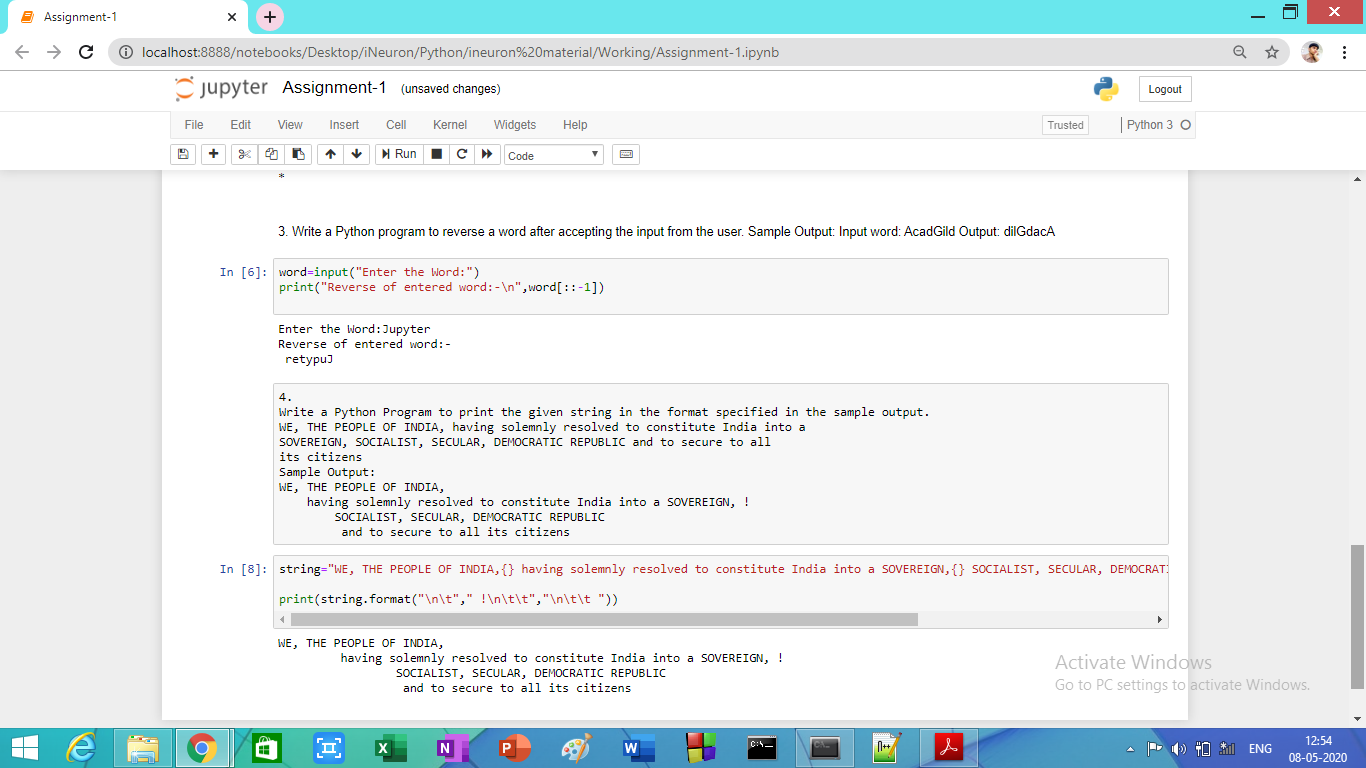 Assignment-1
localhost:8888/notebooks/Desktop/iNeuron/Python/ineuron%20material/Working/Assignment-1.ipynb
jupyter Assignment-1 (unsaved changes)
Logout
File Edit View Insert Cell Kernel Widgets Help
Trusted
Python 3
Run
Code
*
3. Write a Python program to reverse a word after accepting the input from the user. Sample Output: Input word: AcadGild Output: dilGdacA
In [6]:
word=input("Enter the Word:")
print("Reverse of entered word:-\n",word[::-1])
Enter the Word:Jupyter
Reverse of entered word:-
retypuJ
4.
Write a Python Program to print the given string in the format specified in the sample output.
WE, THE PEOPLE OF INDIA, having solemnly resolved to constitute India into a
SOVEREIGN, SOCIALIST, SECULAR, DEMOCRATIC REPUBLIC and to secure to all
its citizens
Sample Output:
WE, THE PEOPLE OF INDIA,
having solemnly resolved to constitute India into a SOVEREIGN, !
SOCIALIST, SECULAR, DEMOCRATIC REPUBLIC
and to secure to all its citizens
In [8]:
string="WE, THE PEOPLE OF INDIA,{} having solemnly resolved to constitute India into a SOVEREIGN,{} SOCIALIST, SECULAR, DEMOCRATI
print(string.format("\n\t"," !\n\t\t","\n\t\t "))
WE, THE PEOPLE OF INDIA,
having solemnly resolved to constitute India into a SOVEREIGN, !
SOCIALIST, SECULAR, DEMOCRATIC REPUBLIC
and to secure to all its citizens
Activate Windows
Go to PC settings to activate Windows.
ENG
12:54
08-05-2020